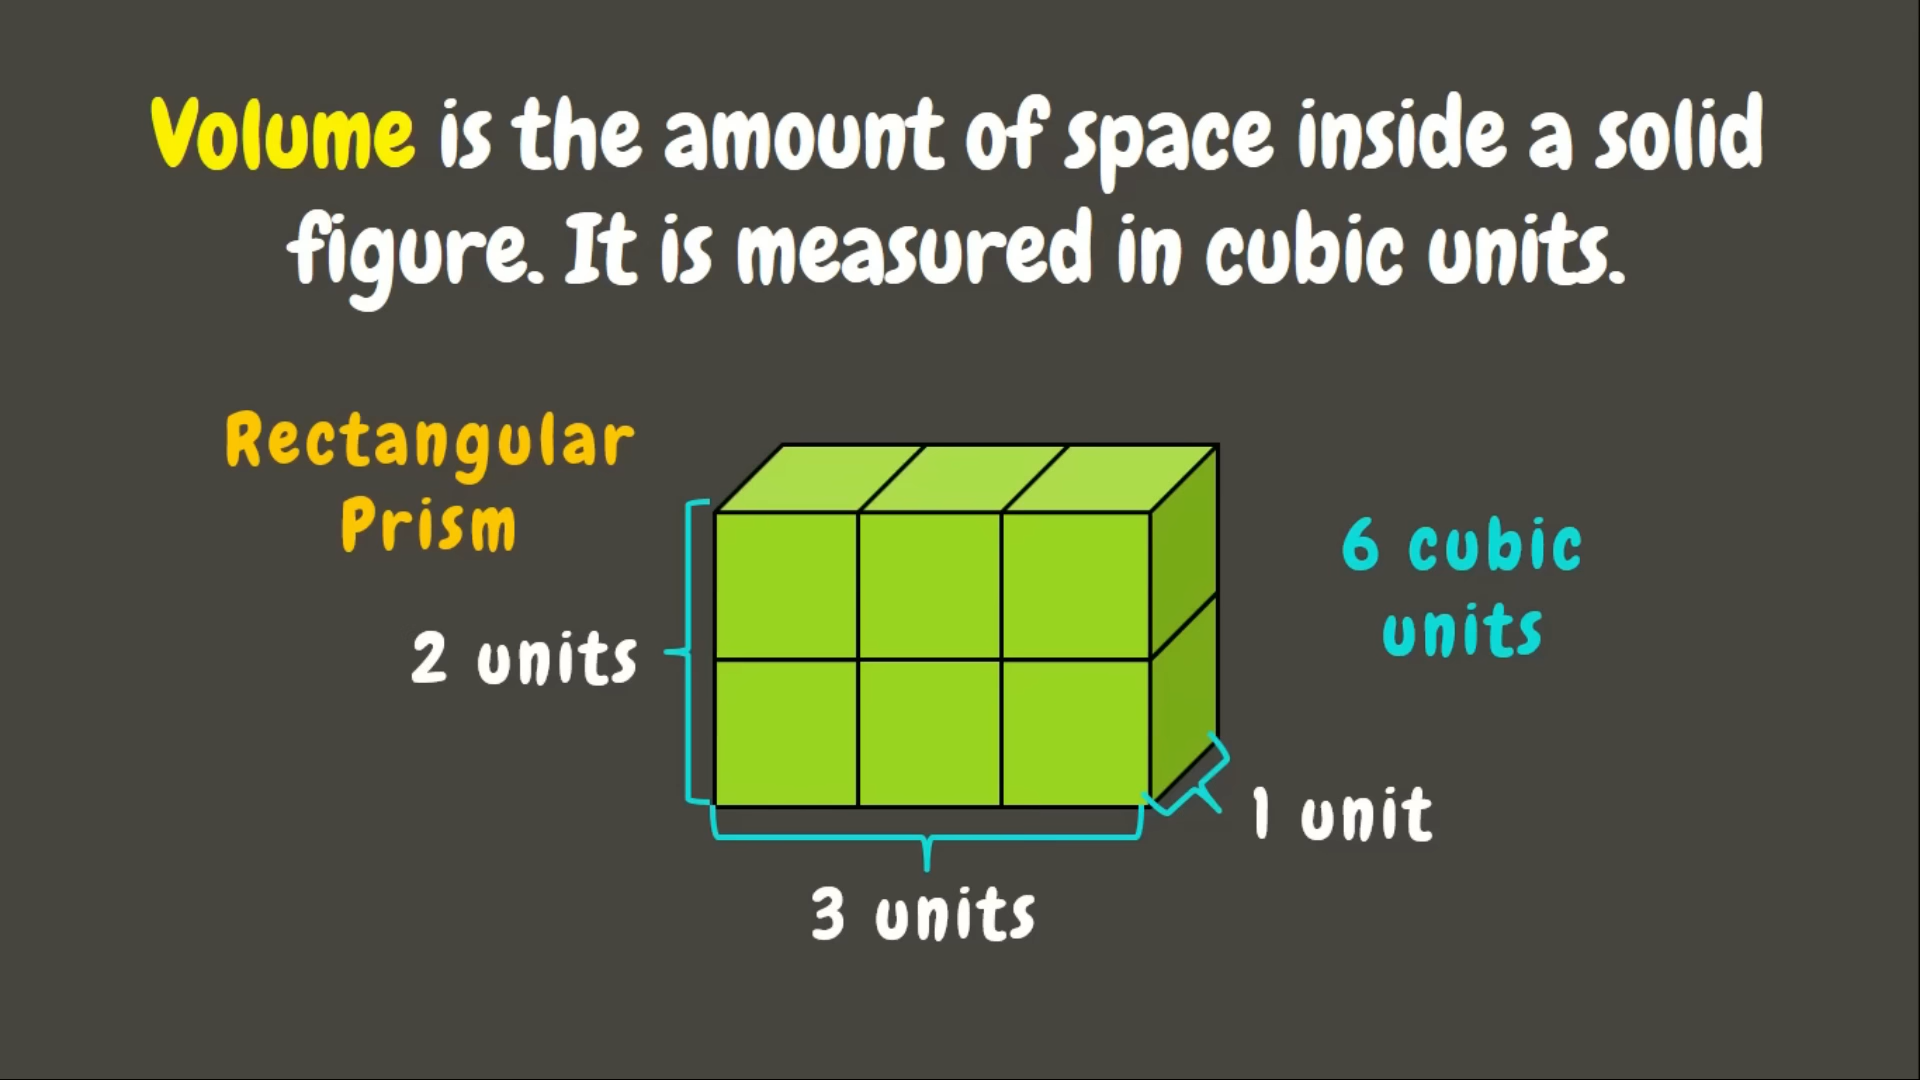 Volume is the amount of space inside a solid
figure. It is measured in cubic units.
Rectangular
Prism
6 cubic
units
2 units
1 unit
3 units